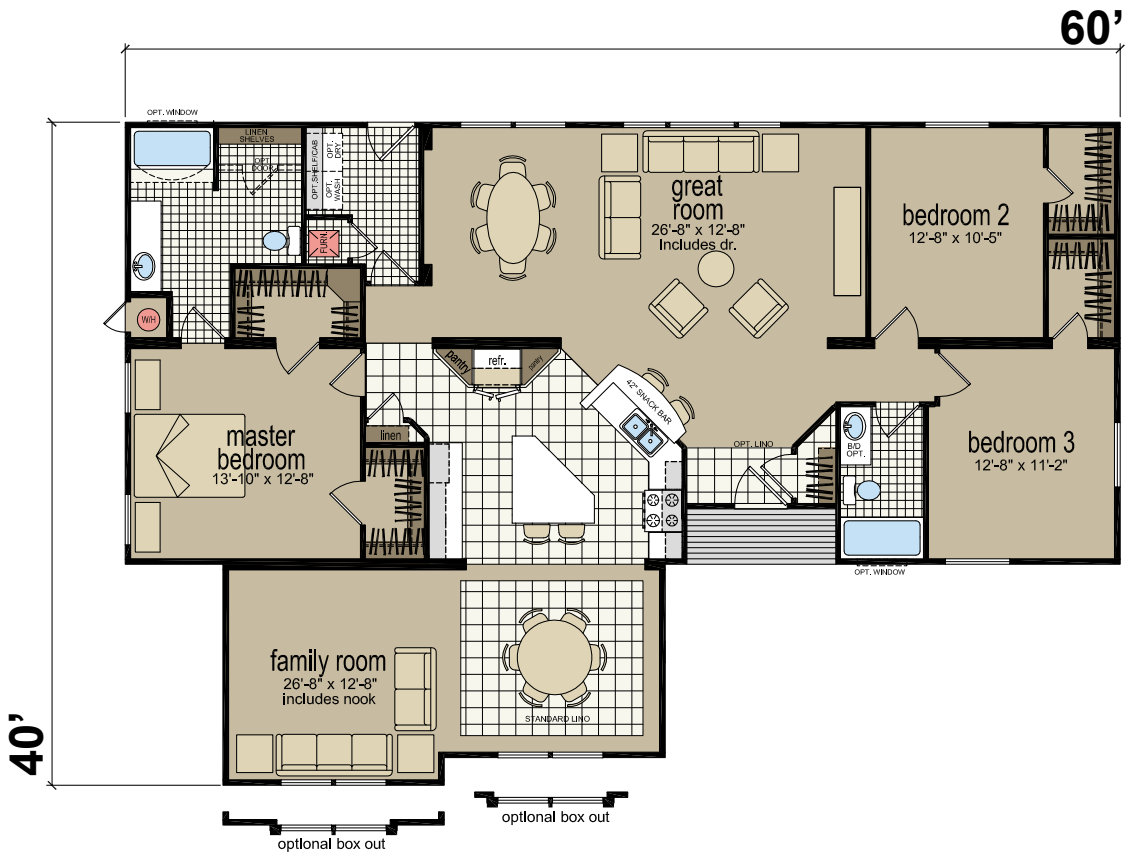 60’
OPT. WINDOW
LINEN
SHELVES
OPT.
DOOR
OPT.SHELF/CAB
OPT.
DRY
OPT.
WASH
FURN.
W/H
great
room
26'-8" x 12'-8"
Includes dr.
bedroom 2
12'-8" x 10'-5"
pantry
refr.
pantry
42" SNACK BAR
linen
master
bedroom
13'-10" x 12'-8"
OPT. LINO
B/D
OPT.
bedroom 3
12'-8" x 11'-2"
OPT. WINDOW
family room
26'-8" x 12'-8"
includes nook
STANDARD LINO
40’
optional box out
optional box out